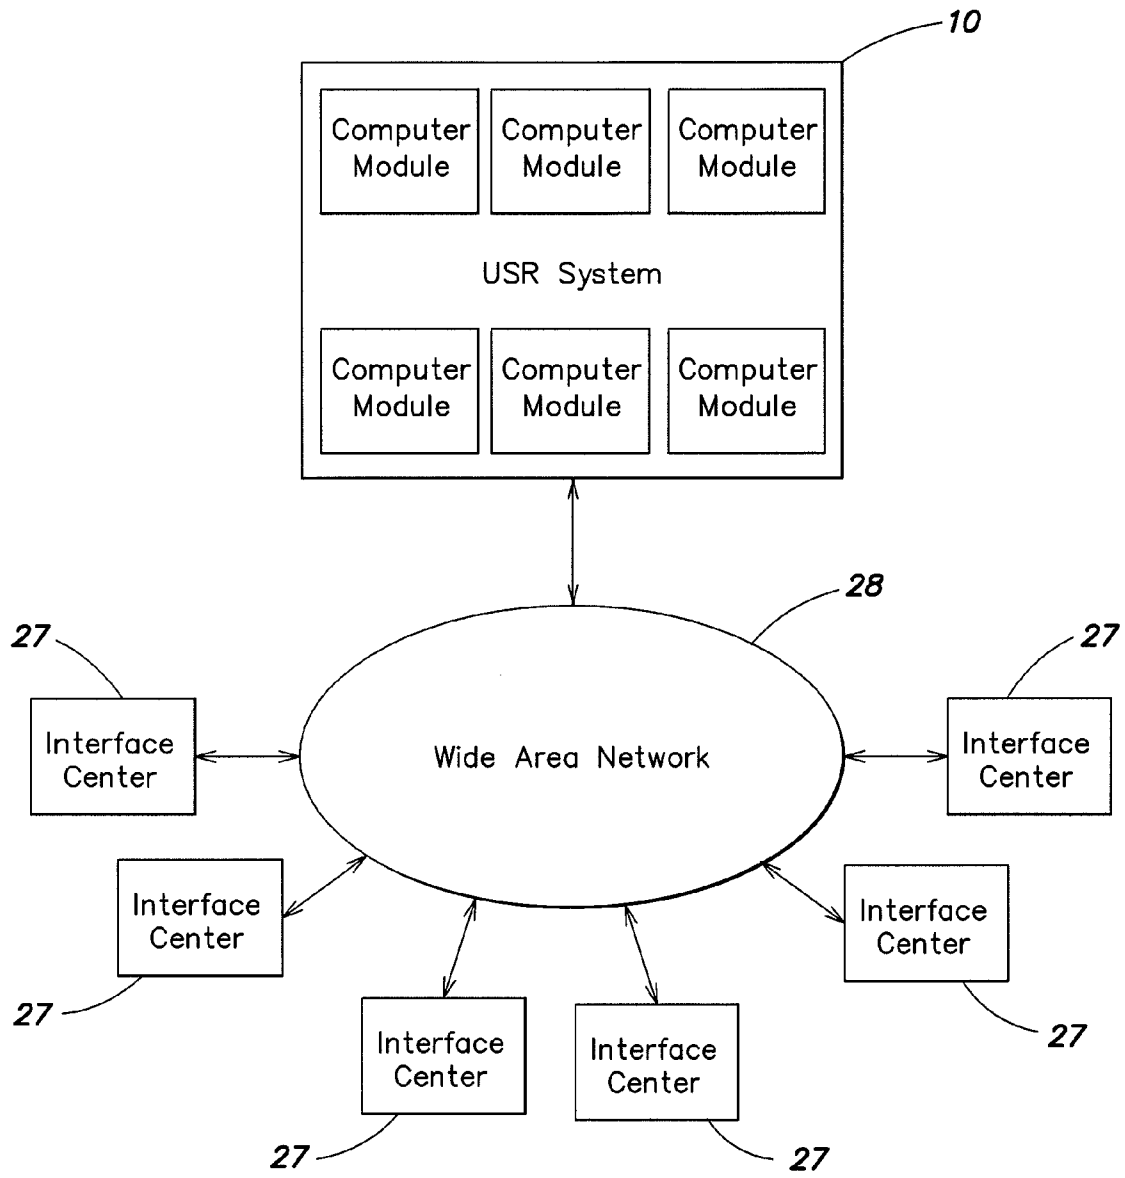 10
Computer Module
Computer Module
Computer Module
USR System
Computer Module
Computer Module
Computer Module
28
27
27
Wide Area Network
Interface Center
Interface Center
Interface Center
Interface Center
27
27
Interface Center
Interface Center
27
27